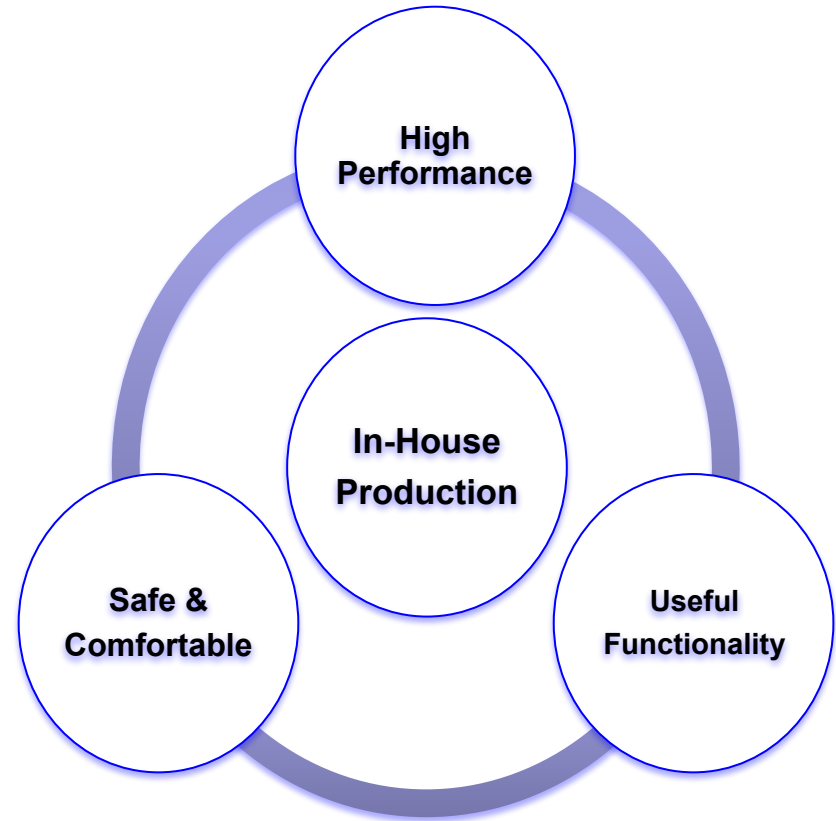 High
Performance
In-House
Production
Safe &
Comfortable
Useful
Functionality